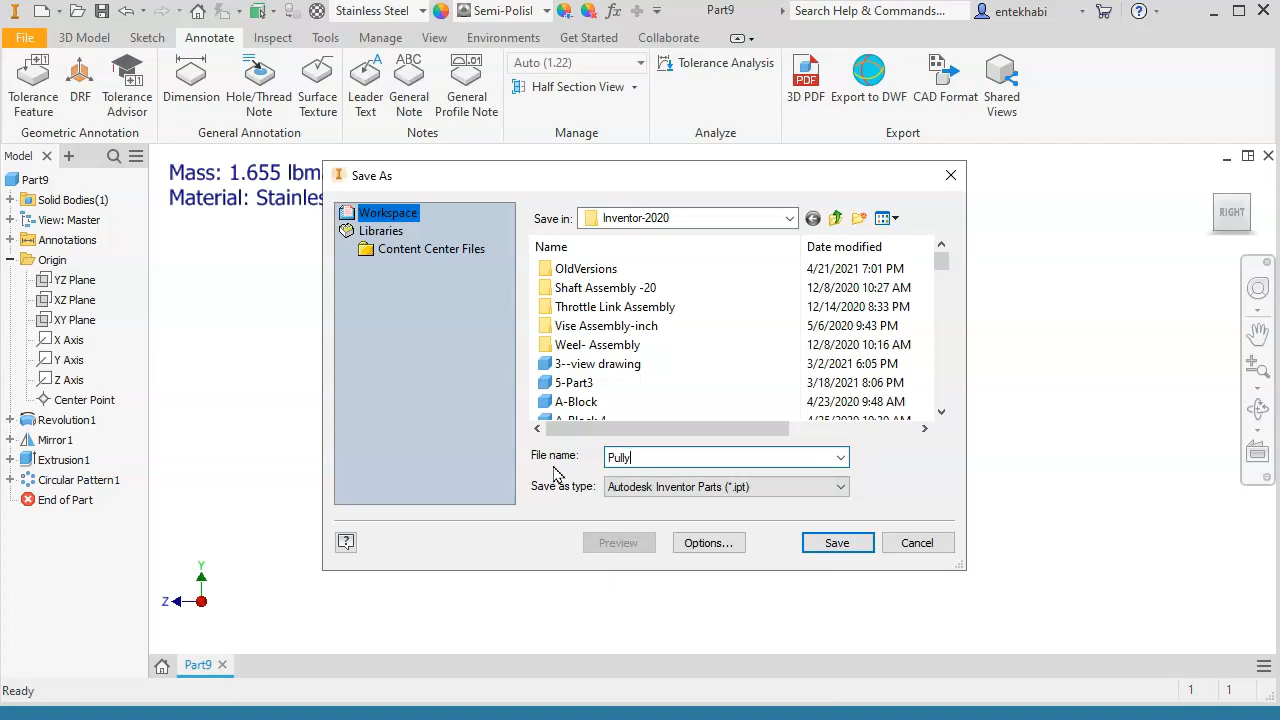 Stainless Steel
Semi-Polisl
Part9
Search Help & Commands...
entekhabi
File
3D Model
Sketch
Annotate
Inspect
Tools
Manage
View
Environments
Get Started
Collaborate
Tolerance
Feature
DRF
Tolerance
Advisor
Dimension
Hole/Thread
Note
Surface
Texture
ABC
Leader
Text
General
Note
General
Profile Note
Auto (1.22)
Half Section View
Tolerance Analysis
PDF
3D PDF
Export to DWF
CAD Format
Shared
Views
Geometric Annotation
General Annotation
Notes
Manage
Analyze
Export
Model
Part9
Solid Bodies(1)
View: Master
Annotations
Origin
YZ Plane
XZ Plane
XY Plane
X Axis
Y Axis
Z Axis
Center Point
Revolution1
Mirror1
Extrusion1
Circular Pattern1
End of Part
Mass: 1.655 lbm
Material: Stainles
Save As
Workspace
Libraries
Content Center Files
Save in:
Inventor-2020
Name
Date modified
OldVersions
4/21/2021 7:01 PM
Shaft Assembly -20
12/8/2020 10:27 AM
Throttle Link Assembly
12/14/2020 8:33 PM
Vise Assembly-inch
5/6/2020 9:43 PM
Weel- Assembly
12/8/2020 10:16 AM
3--view drawing
3/2/2021 6:05 PM
5-Part3
3/18/2021 8:06 PM
A-Block
4/23/2020 9:48 AM
File name:
Pully
Save as type:
Autodesk Inventor Parts (*.ipt)
Preview
Options...
Save
Cancel
RIGHT
Y
Z
Part9
Ready
1
1